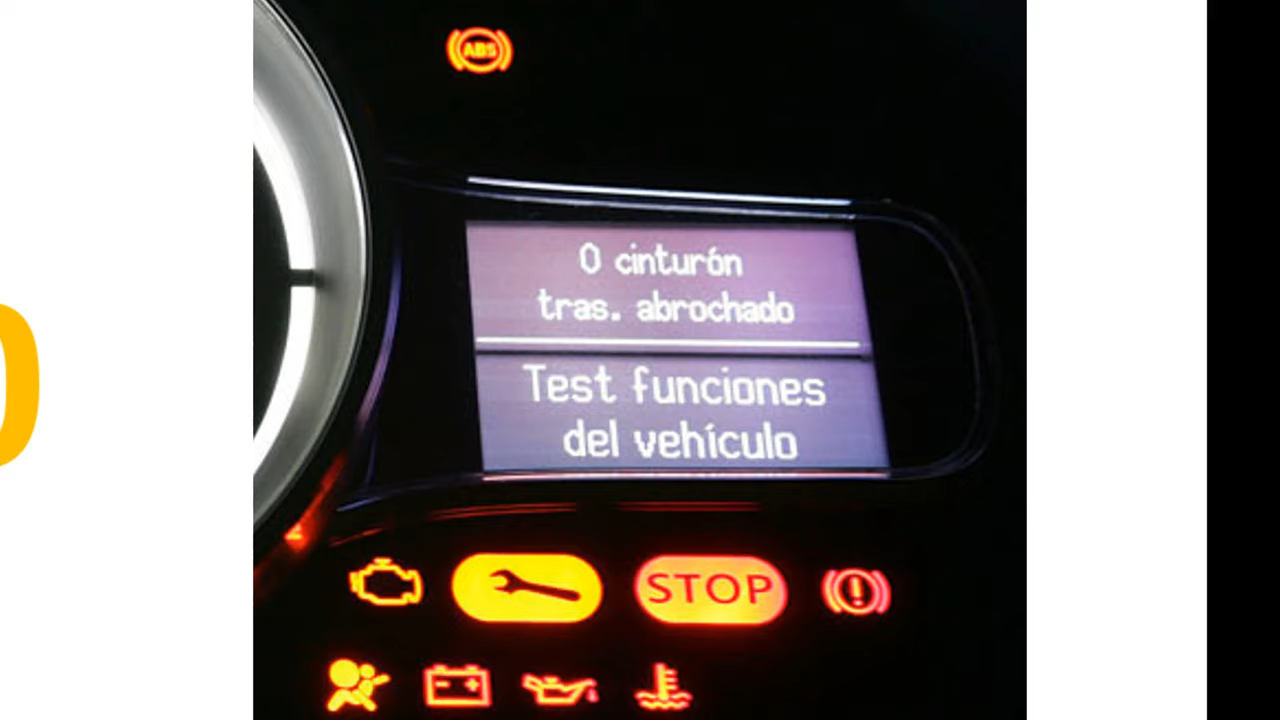 ABS
0 cinturón
tras. abrochado
Test funciones
del vehículo
STOP